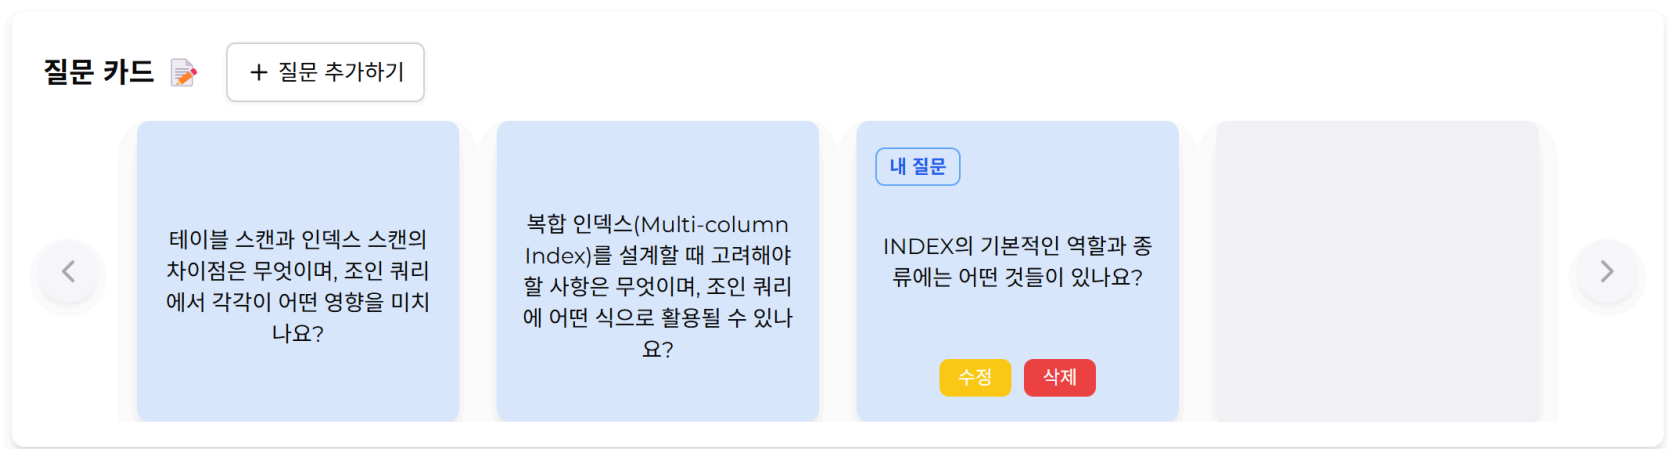 질문 카드
+ 질문 추가하기
테이블 스캔과 인덱스 스캔의
차이점은 무엇이며, 조인 쿼리
에서 각각이 어떤 영향을 미치
나요?
복합 인덱스(Multi-column
Index)를 설계할 때 고려해야
할 사항은 무엇이며, 조인 쿼리
에 어떤 식으로 활용될 수 있나
요?
내 질문
INDEX의 기본적인 역할과 종
류에는 어떤 것들이 있나요?
수정
삭제